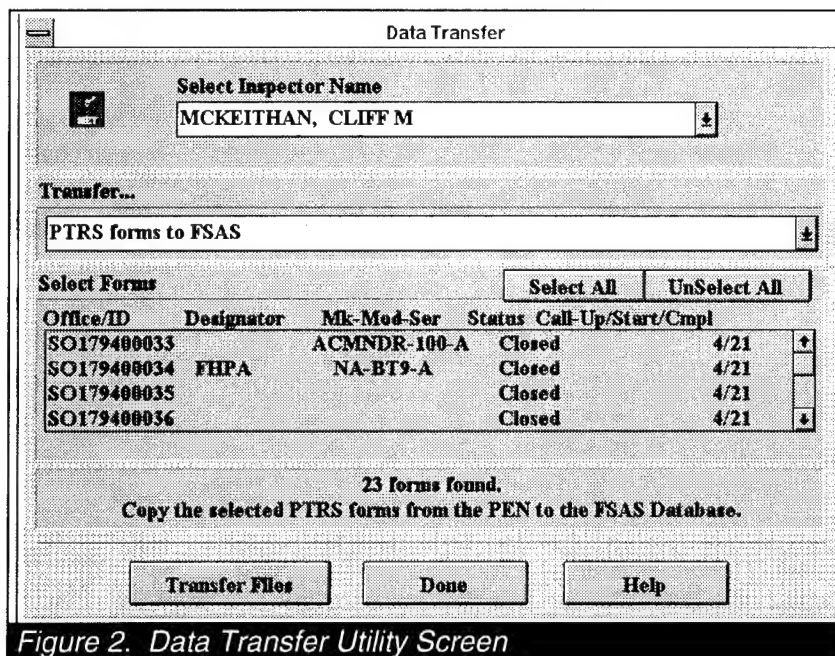 Data Transfer
Select Inspector Name
MCKEITHAN, CLIFF M
Transfer...
PTRS forms to FSAS
Select Forms Select All UnSelect All
Office/ID Designator Mk-Mod-Ser Status Call-Up/Start/Cmpl
SO179400033 ACMNDR-100-A Closed 4/21
SO179400034 FHPA NA-BT9-A Closed 4/21
SO179400035 Closed 4/21
SO179400036 Closed 4/21
23 forms found.
Copy the selected PTRS forms from the PEN to the FSAS Database.
Transfer Files Done Help
Figure 2. Data Transfer Utility Screen